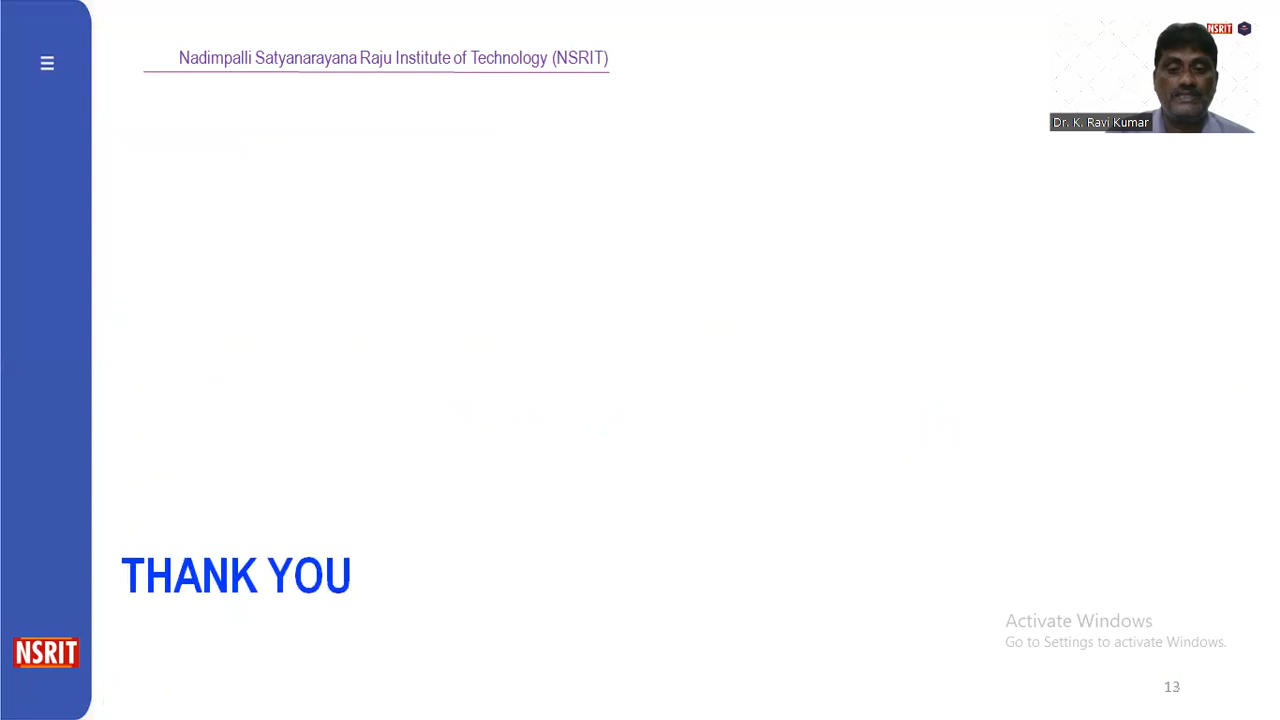 Nadimpalli Satyanarayana Raju Institute of Technology (NSRIT)
NSRIT
Dr. K. Ravi Kumar
THANK YOU
Activate Windows
Go to Settings to activate Windows.
NSRIT
13